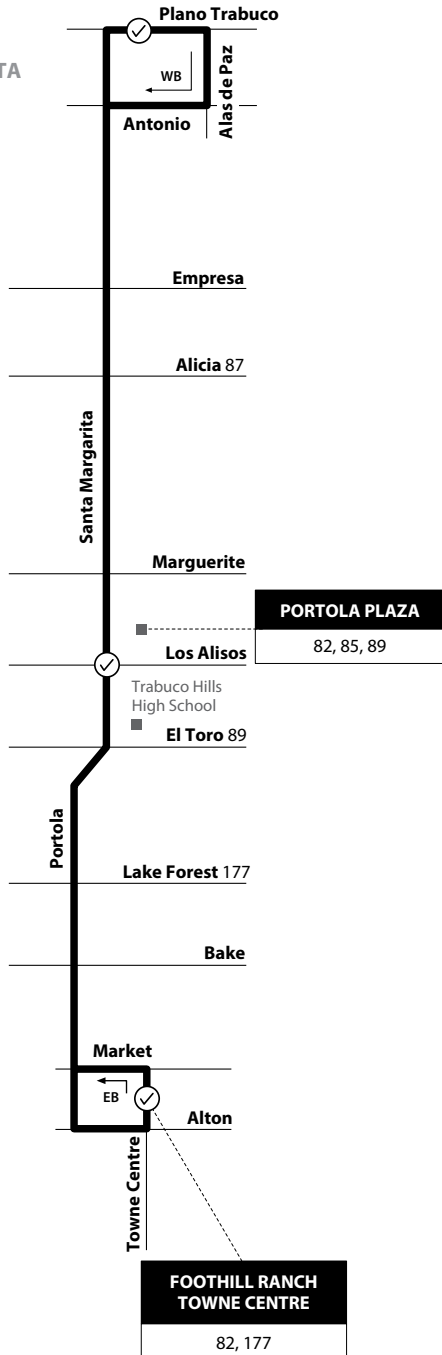 Plano Trabuco
TA
WB
Alas de Paz
Antonio
Empresa
Alicia 87
Santa Margarita
Marguerite
PORTOLA PLAZA
82, 85, 89
Los Alisos
Trabuco Hills
High School
El Toro 89
Portola
Lake Forest 177
Bake
Market
EB
Alton
Towne Centre
FOOTHILL RANCH
TOWNE CENTRE
82, 177